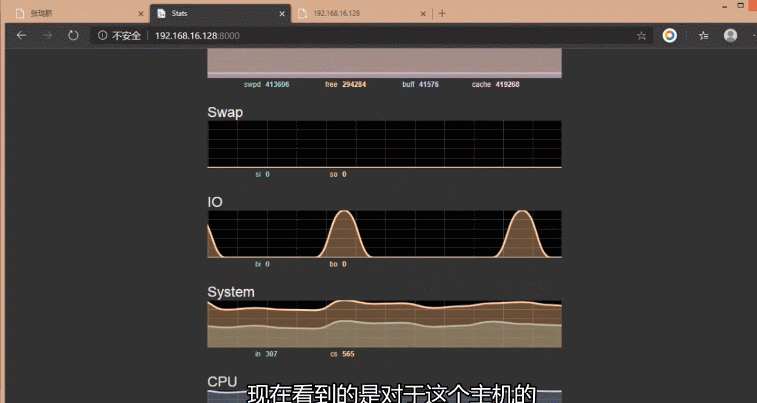 张瑞鹏
Stats
192.168.16.128
不安全 192.168.16.128:8000
swpd 413696 free 294284 buff 41576 cache 419268
Swap
si 0 so 0
IO
bi 0 bo 0
System
in 307 cs 565
CPU
现在看到的是对于这个主机的